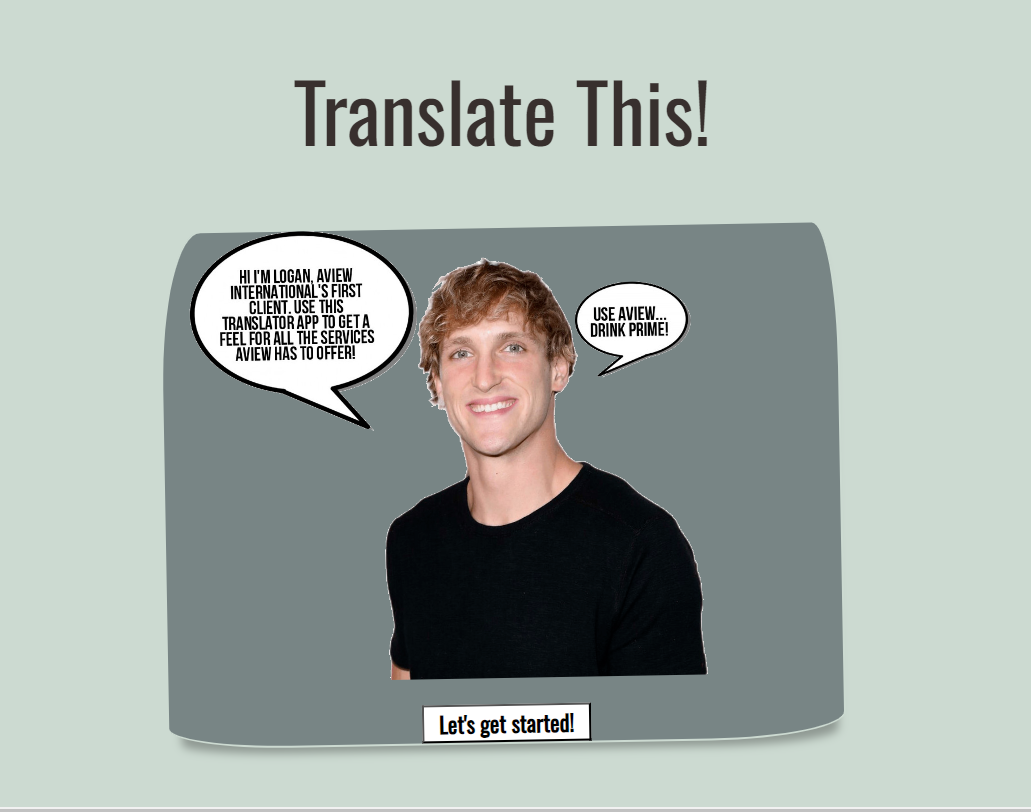 Translate This!
HI I'M LOGAN, AVIEW
INTERNATIONAL'S FIRST
CLIENT. USE THIS
TRANSLATOR APP TO GET A
FEEL FOR ALL THE SERVICES
AVIEW HAS TO OFFER!
USE AVIEW...
DRINK PRIME!
Let's get started!